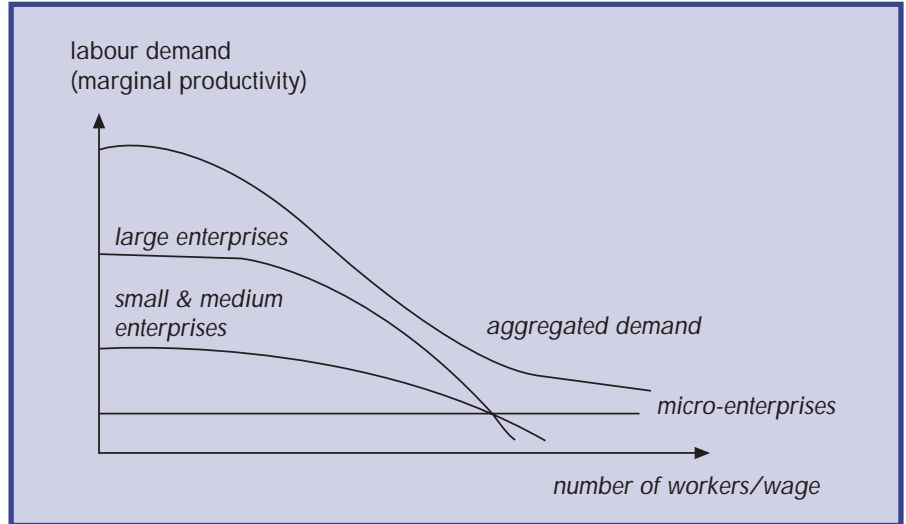 labour demand
(marginal productivity)
large enterprises
small & medium
enterprises
aggregated demand
micro-enterprises
number of workers/wage